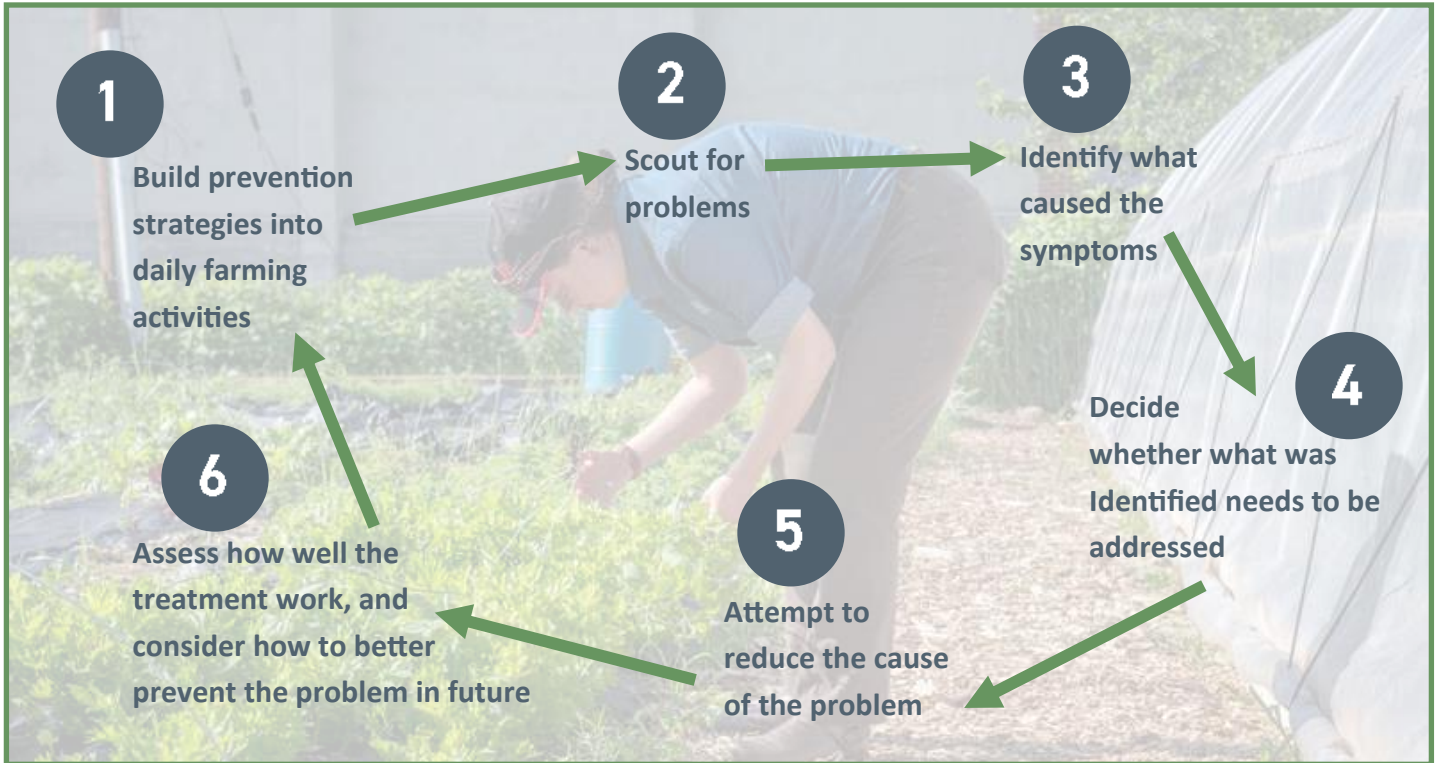 1
Build prevention
strategies into
daily farming
activities
2
Scout for
problems
3
Identify what
caused the
symptoms
4
Decide
whether what was
Identified needs to be
addressed
5
Attempt to
reduce the cause
of the problem
6
Assess how well the
treatment work, and
consider how to better
prevent the problem in future